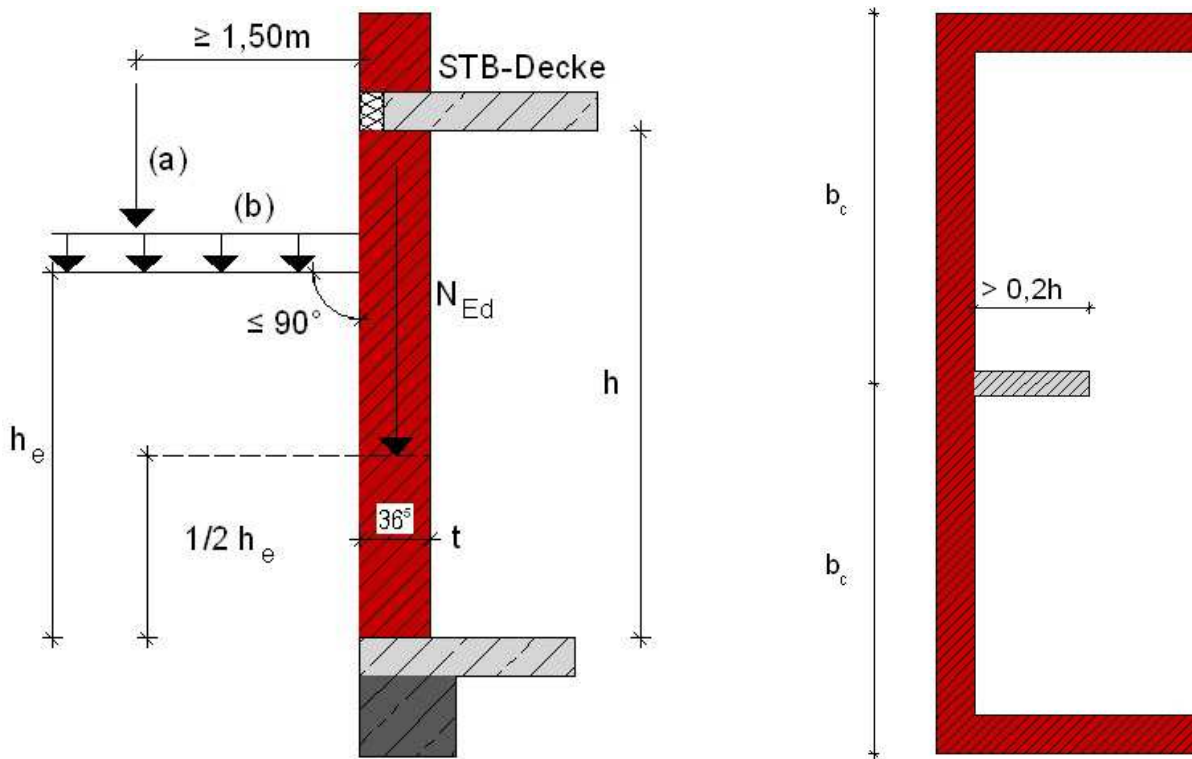 ≥ 1,50m
STB-Decke
(a)
(b)
≤ 90°
N Ed
h
h e
1/2 h e
36⁵
t
b c
> 0,2h
b c